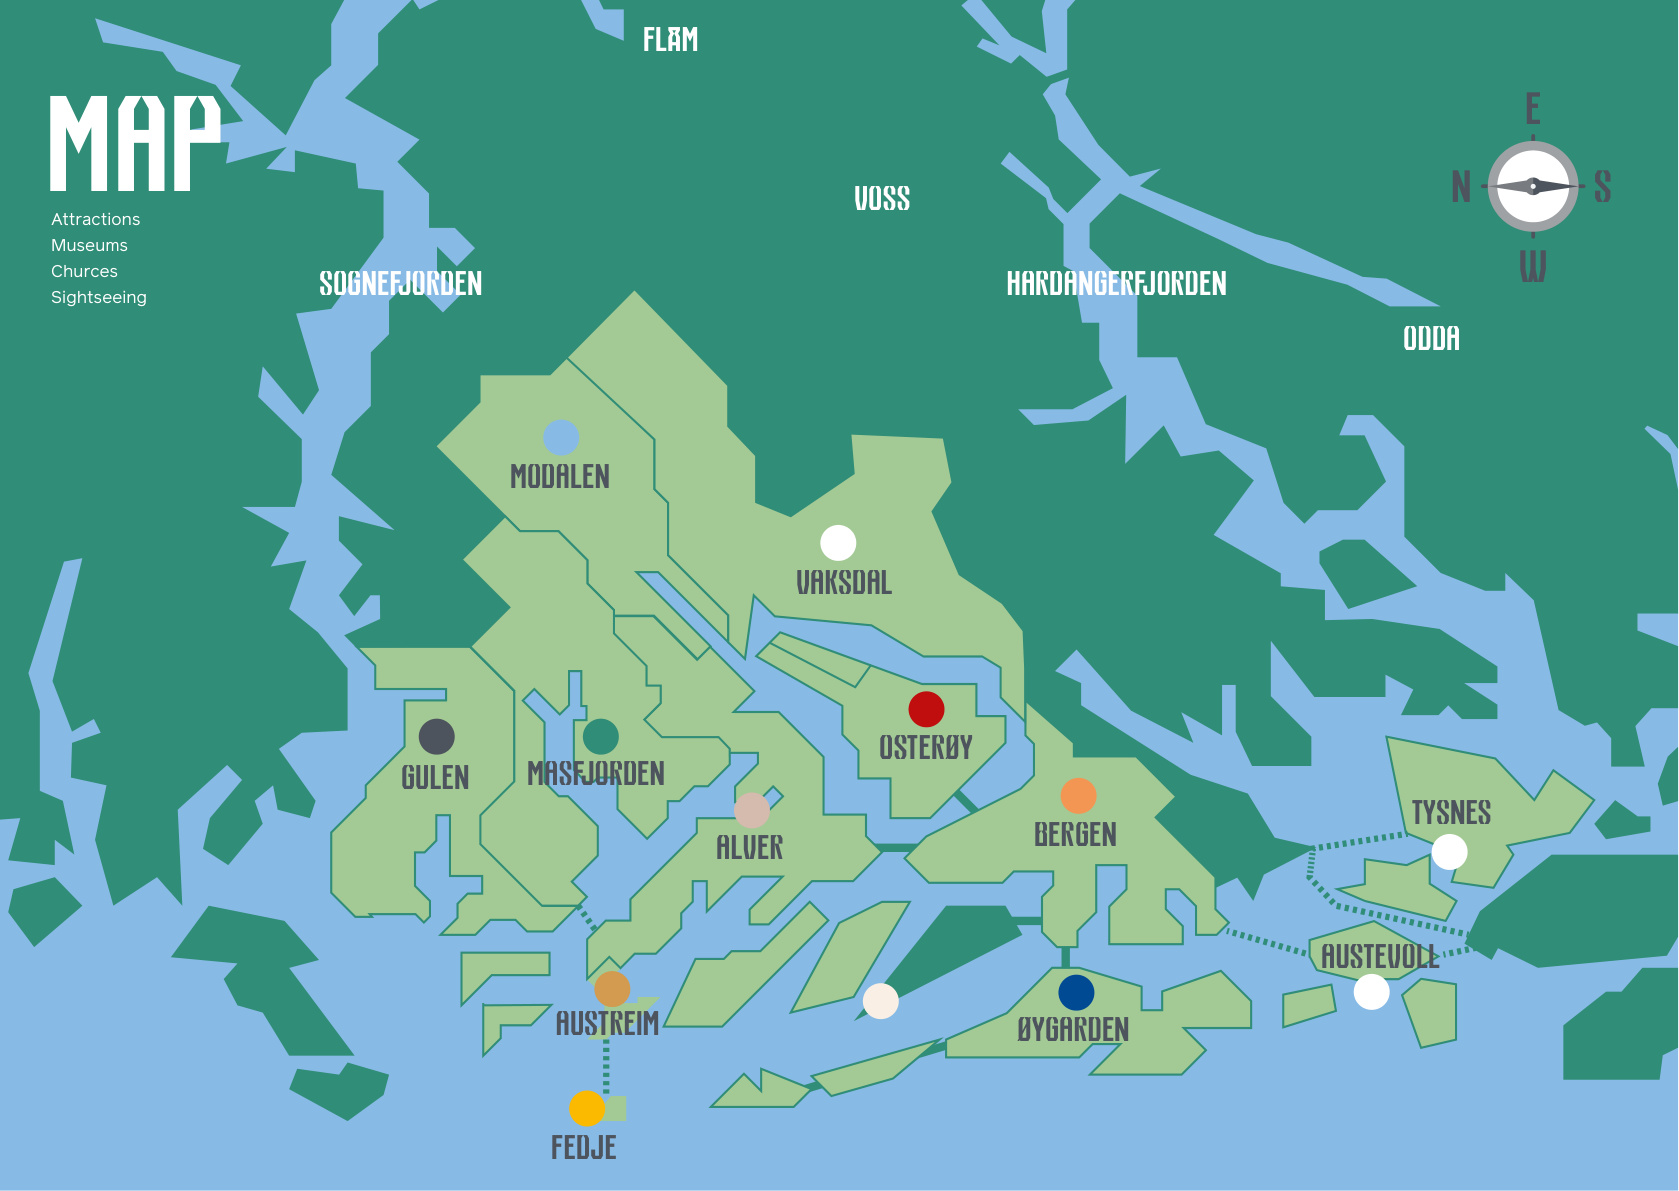 FLÅM
MAP
E
N
S
W
VOSS
Attractions
Museums
Churces
Sightseeing
SOGNEFJORDEN
HARDANGERFJORDEN
ODDA
MODALEN
VAKSDAL
OSTERØY
GULEN
MASFJORDEN
TYSNES
BERGEN
ALVER
AUSTEVOLL
AUSTREIM
ØYGARDEN
FEDJE